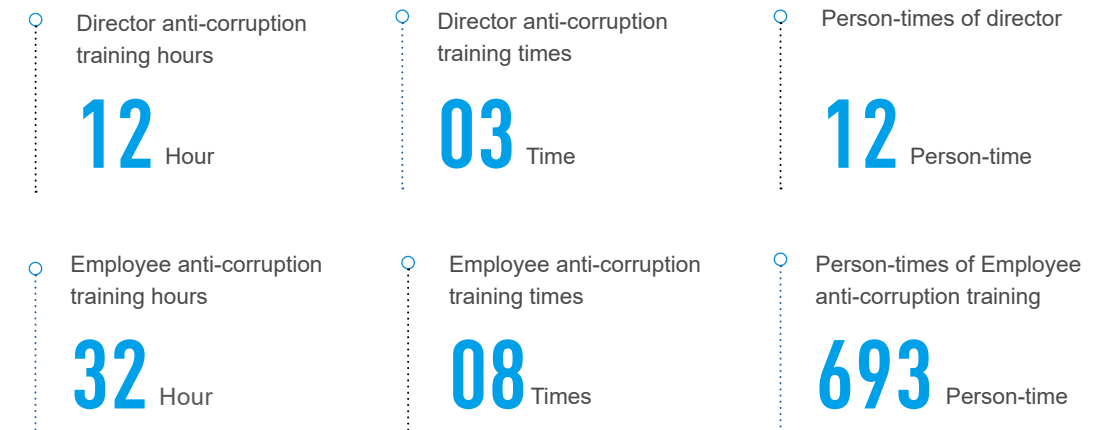 Director anti-corruption
training hours
12 Hour
Director anti-corruption
training times
03 Time
Person-times of director
12 Person-time
Employee anti-corruption
training hours
32 Hour
Employee anti-corruption
training times
08 Times
Person-times of Employee
anti-corruption training
693 Person-time